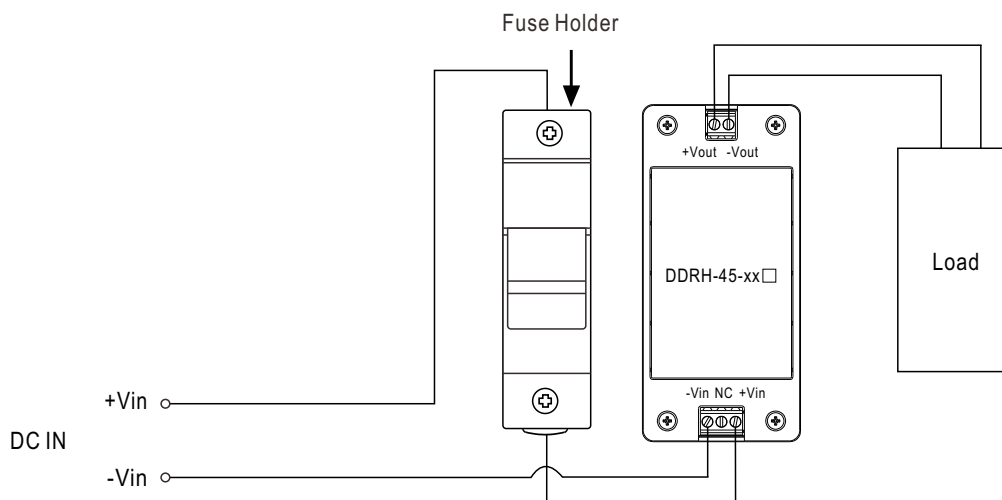 Fuse Holder
+Vout -Vout
DDRH-45-xx□
Load
-Vin NC +Vin
+Vin
DC IN
-Vin